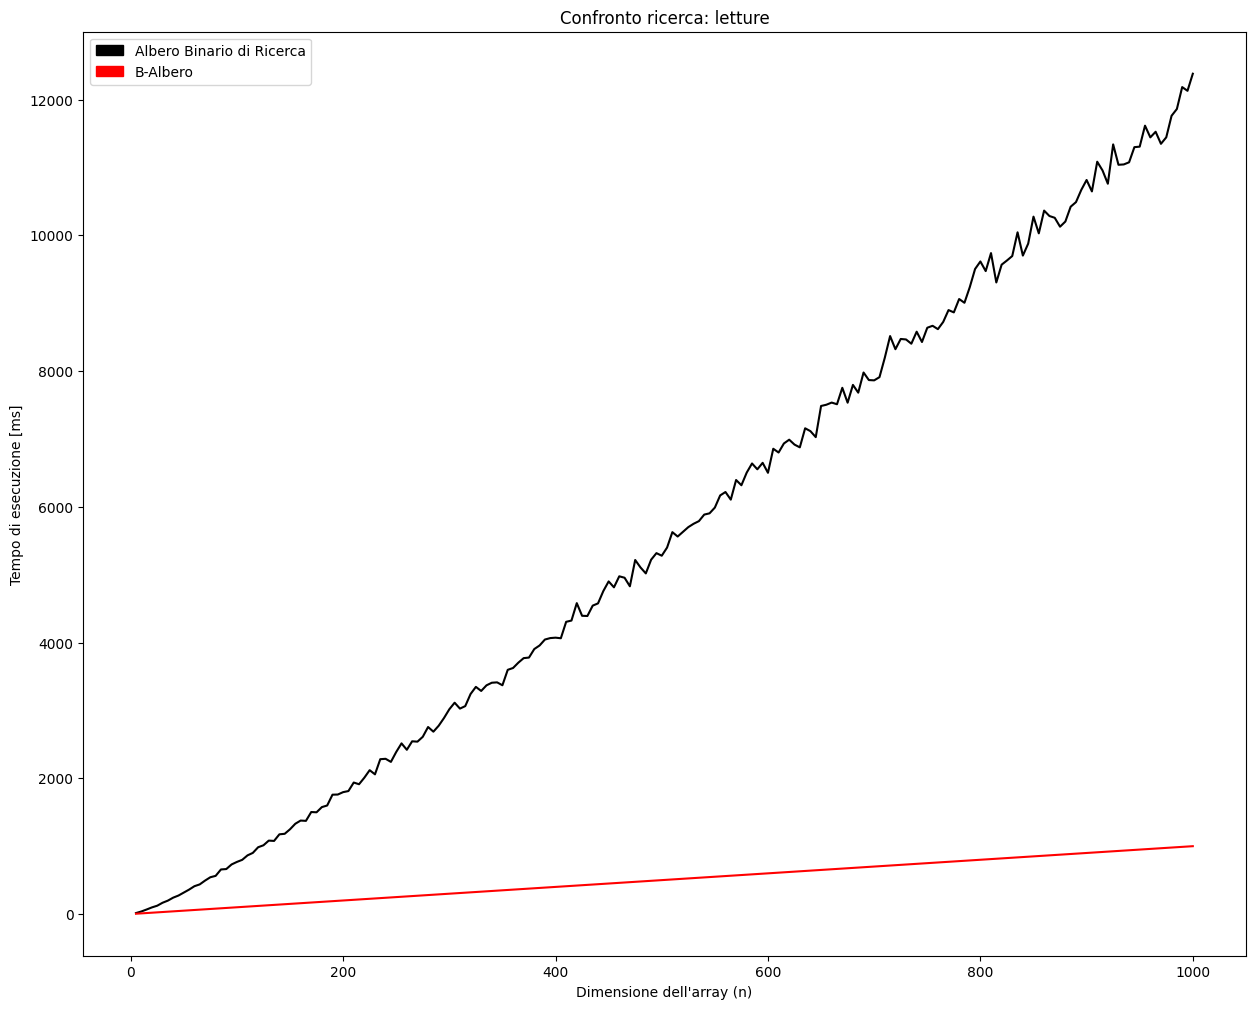 Confronto ricerca: letture
Albero Binario di Ricerca
B-Albero
Tempo di esecuzione [ms]
12000
10000
8000
6000
4000
2000
0
0 200 400 600 800 1000
Dimensione dell'array (n)